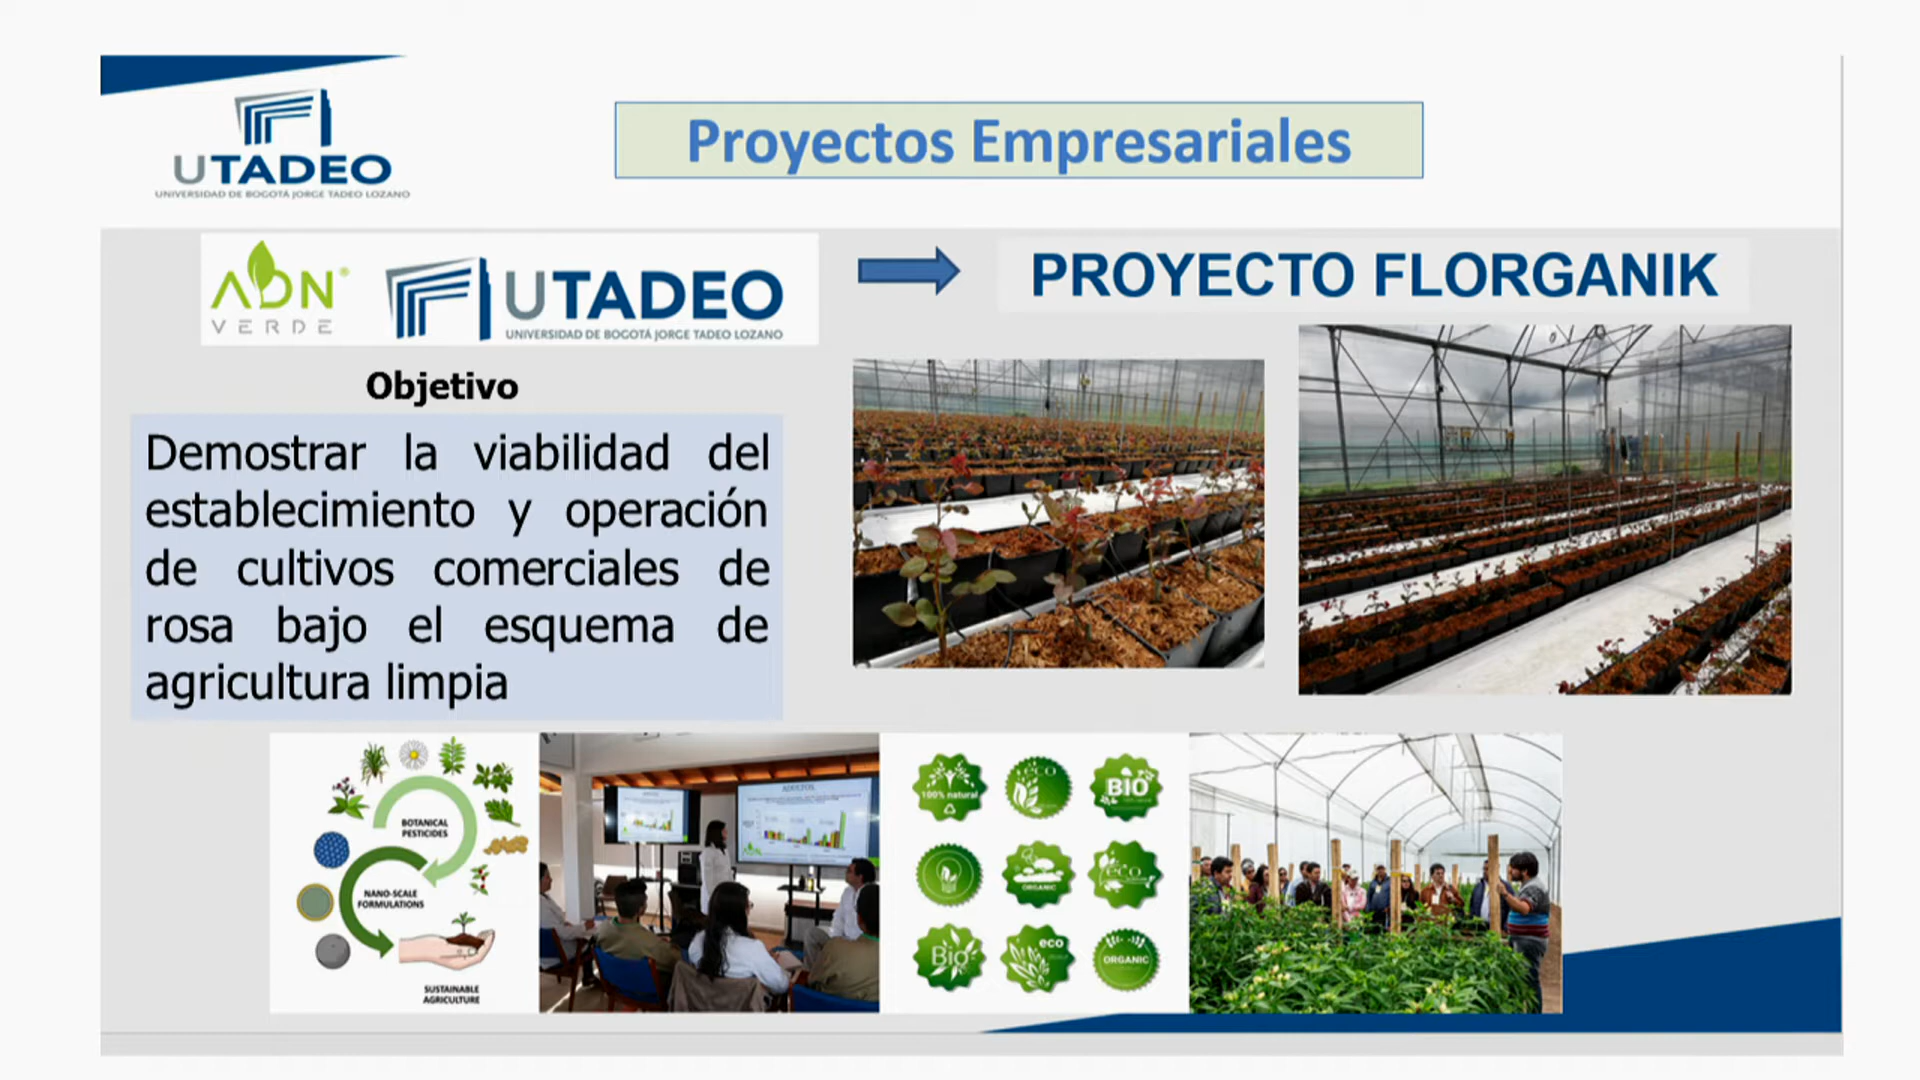 UTADEO
UNIVERSIDAD DE BOGOTÁ JORGE TADEO LOZANO
Proyectos Empresariales
ADN®
VERDE
UTADEO
UNIVERSIDAD DE BOGOTÁ JORGE TADEO LOZANO
PROYECTO FLORGANIK
Objetivo
Demostrar la viabilidad del
establecimiento y operación
de cultivos comerciales de
rosa bajo el esquema de
agricultura limpia
BOTANICAL
PESTICIDES
NANO-SCALE
FORMULATIONS
SUSTAINABLE
AGRICULTURE
ADULTOS
100% natural
eco
BIO
ORGANIC
eco
Bio
eco
ORGANIC